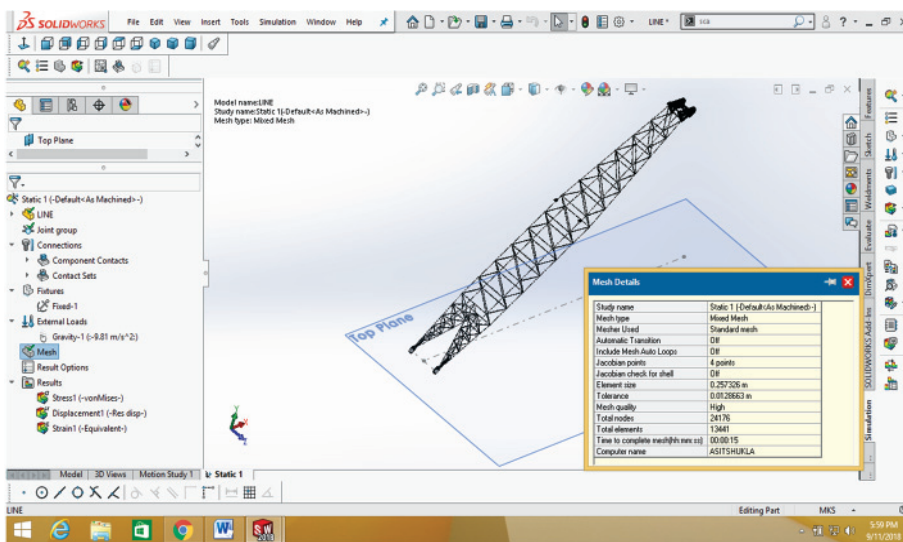 SOLIDWORKS File Edit View Insert Tools Simulation Window Help LINE * sca
Model name:LINE
Study name:Static 1(-Default<As Machined>-)
Mesh type: Mixed Mesh
Top Plane
Static 1 (-Default<As Machined>-)
LINE
Joint group
Connections
Component Contacts
Contact Sets
Fixtures
Fixed-1
External Loads
Gravity-1 (:-9.81 m/s^2:)
Mesh
Result Options
Results
Stress1 (-vonMises-)
Displacement1 (-Res disp-)
Strain1 (-Equivalent-)
Top Plane
Features
Sketch
Weldments
Evaluate
DimXpert
SOLIDWORKS Add-Ins
Simulation
Mesh Details
Study name Static 1 (-Default<As Machined>-)
Mesh type Mixed Mesh
Mesher Used Standard mesh
Automatic Transition Off
Include Mesh Auto Loops Off
Jacobian points 4 points
Jacobian check for shell Off
Element size 0.257326 m
Tolerance 0.0128663 m
Mesh quality High
Total nodes 24176
Total elements 13441
Time to complete mesh(hh:mm:ss) 00:00:15
Computer name ASITSHUKLA
Model 3D Views Motion Study 1 Static 1
LINE Editing Part MKS
5:59 PM
9/11/2018